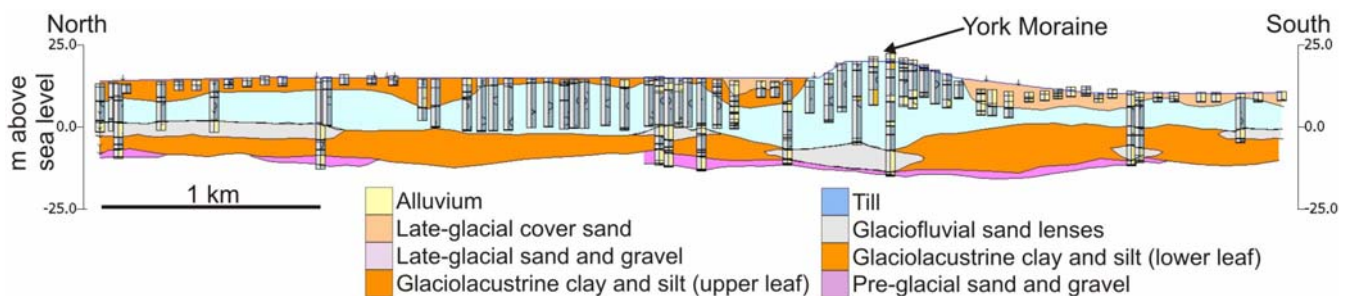 North
York Moraine
South
25.0
25.0
m above
sea level
0.0
0.0
-25.0
-25.0
1 km
Alluvium
Late-glacial cover sand
Late-glacial sand and gravel
Glaciolacustrine clay and silt (upper leaf)
Till
Glaciofluvial sand lenses
Glaciolacustrine clay and silt (lower leaf)
Pre-glacial sand and gravel